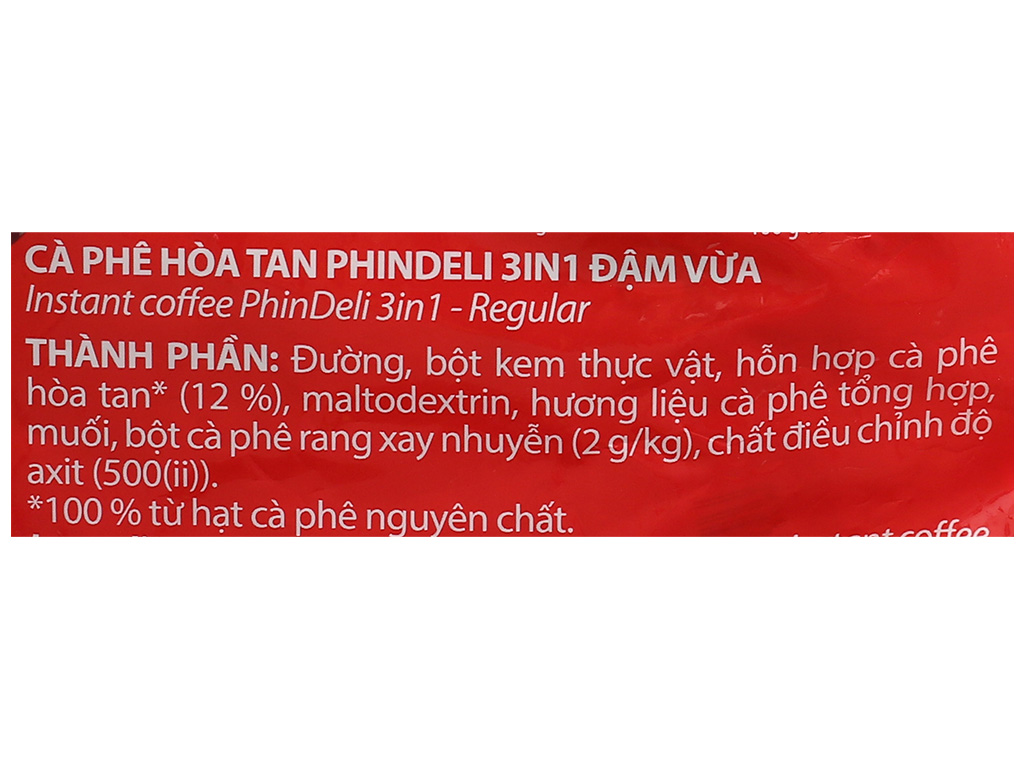 CÀ PHÊ HÒA TAN PHINDELI 3IN1 ĐẬM VỪA
Instant coffee PhinDeli 3in1 - Regular
THÀNH PHẦN: Đường, bột kem thực vật, hỗn hợp cà phê
hòa tan* (12 %), maltodextrin, hương liệu cà phê tổng hợp,
muối, bột cà phê rang xay nhuyễn (2 g/kg), chất điều chỉnh độ
axit (500(ii)).
*100 % từ hạt cà phê nguyên chất.
coffee